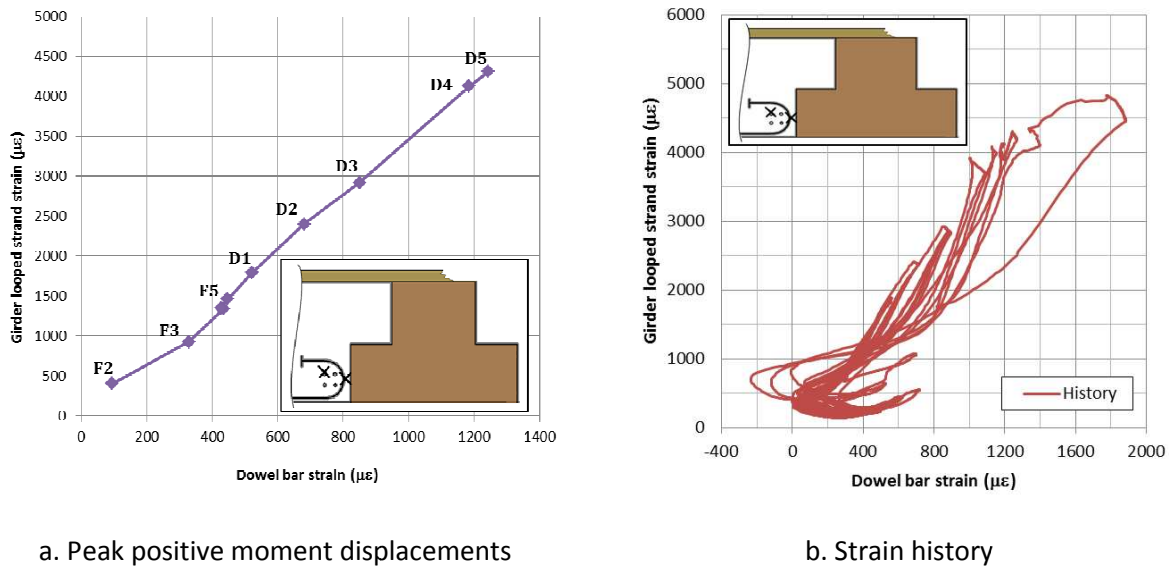 5000
4500
4000
3500
3000
2500
2000
1500
1000
500
0
Girder looped strand strain (με)
D5
D4
D3
D2
D1
F5
F3
F2
0 200 400 600 800 1000 1200 1400
Dowel bar strain (με)
a. Peak positive moment displacements
6000
5000
4000
3000
2000
1000
0
Girder looped strand strain (με)
History
-400 0 400 800 1200 1600 2000
Dowel bar strain (με)
b. Strain history